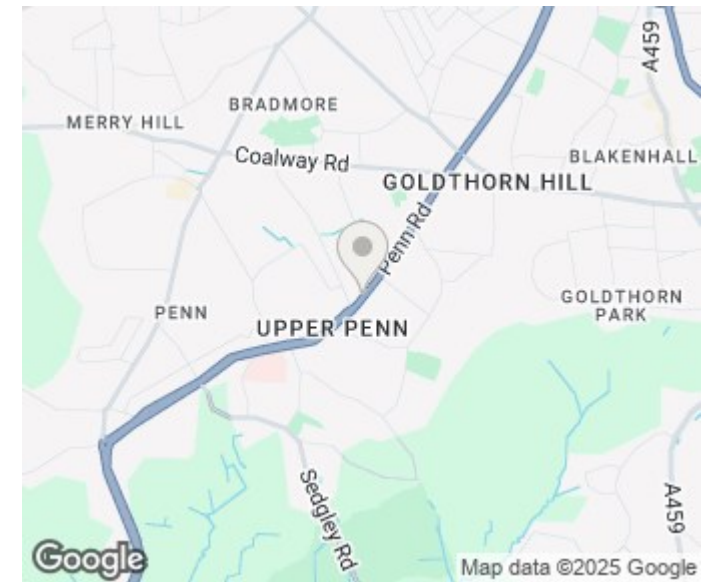 A459
BRADMORE
MERRY HILL
Coalway Rd
BLAKENHALL
GOLDTHORN HILL
Penn Rd
GOLDTHORN
PARK
PENN
UPPER PENN
Sedgley Rd
A459
Google
Map data ©2025 Google